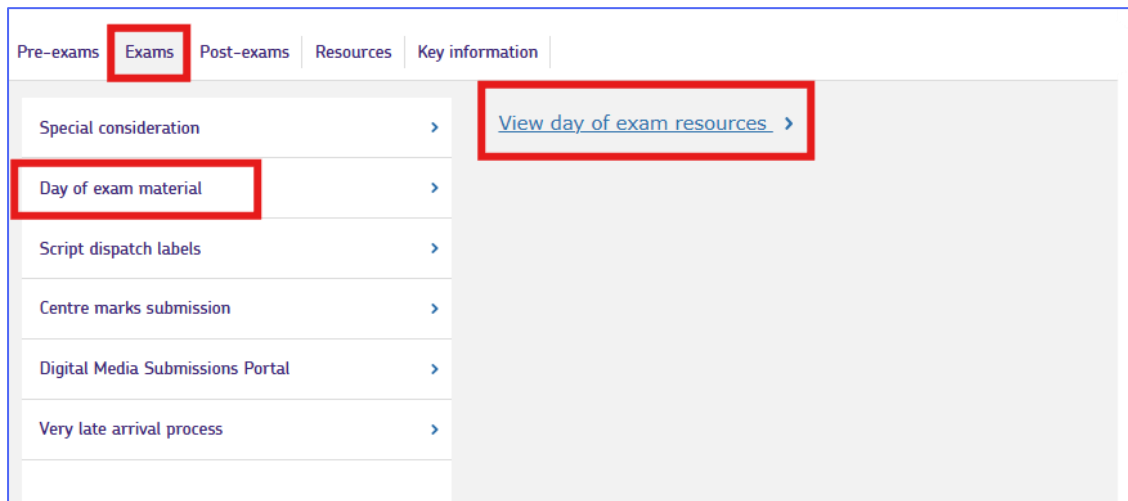 Pre-exams Exams Post-exams Resources Key information
Special consideration
View day of exam resources
Day of exam material
Script dispatch labels
Centre marks submission
Digital Media Submissions Portal
Very late arrival process